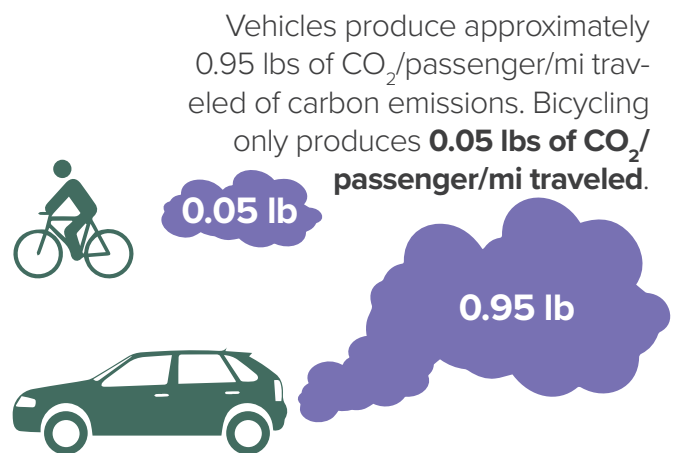 Vehicles produce approximately
0.95 lbs of CO₂/passenger/mi trav-
eled of carbon emissions. Bicycling
only produces 0.05 lbs of CO₂/
passenger/mi traveled.
0.05 lb
0.95 lb